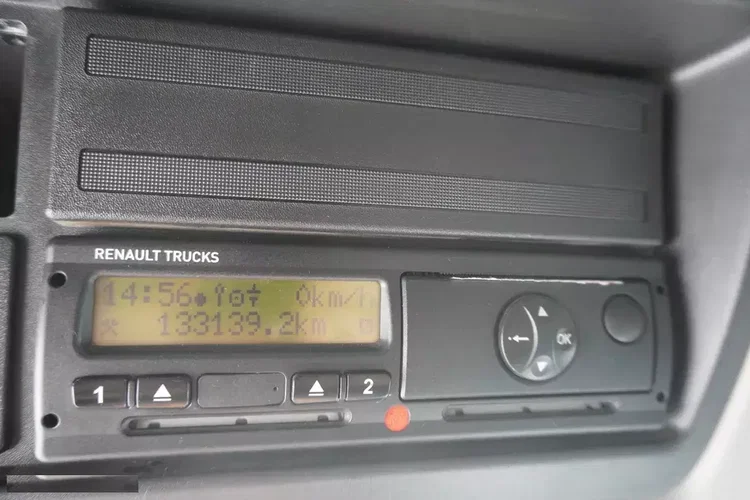 RENAULT TRUCKS
14:56 0km/h
133139.2km
1 2
OK